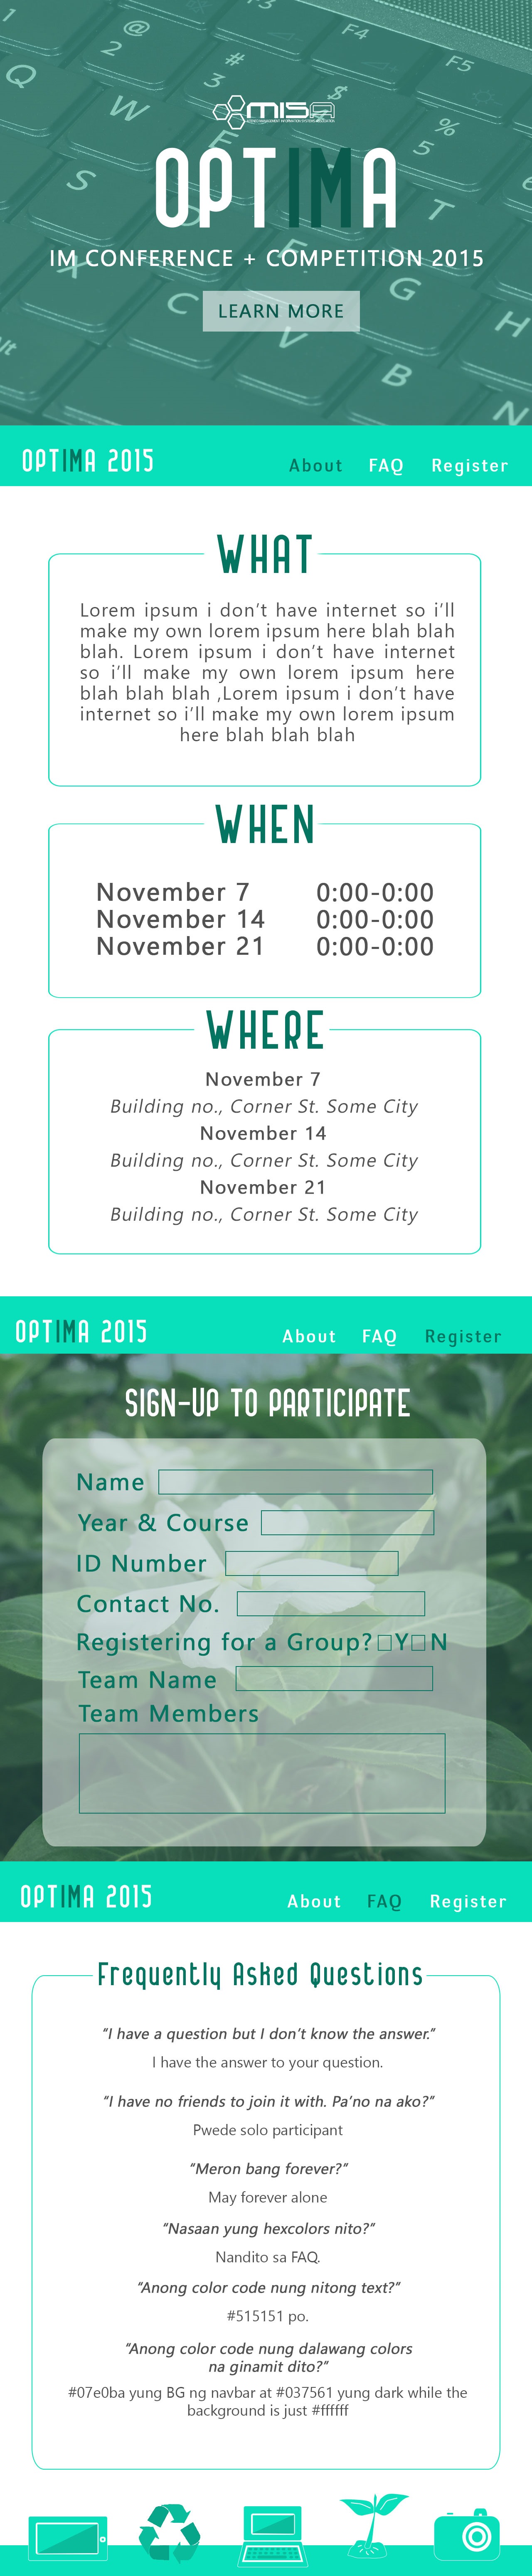 MISA
OPTIMA
IM CONFERENCE + COMPETITION 2015
LEARN MORE
OPTIMA 2015
About FAQ Register
WHAT
Lorem ipsum i don't have internet so i'll
make my own lorem ipsum here blah blah
blah. Lorem ipsum i don't have internet
so i'll make my own lorem ipsum here
blah blah blah ,Lorem ipsum i don't have
internet so i'll make my own lorem ipsum
here blah blah blah
WHEN
November 7 0:00-0:00
November 14 0:00-0:00
November 21 0:00-0:00
WHERE
November 7
Building no., Corner St. Some City
November 14
Building no., Corner St. Some City
November 21
Building no., Corner St. Some City
OPTIMA 2015
About FAQ Register
SIGN-UP TO PARTICIPATE
Name
Year & Course
ID Number
Contact No.
Registering for a Group? Y N
Team Name
Team Members
OPTIMA 2015
About FAQ Register
Frequently Asked Questions
"I have a question but I don't know the answer."
I have the answer to your question.
"I have no friends to join it with. Pa'no na ako?"
Pwede solo participant
"Meron bang forever?"
May forever alone
"Nasaan yung hexcolors nito?"
Nandito sa FAQ.
"Anong color code nung nitong text?"
#515151 po.
"Anong color code nung dalawang colors
na ginamit dito?"
#07e0ba yung BG ng navbar at #037561 yung dark while the
background is just #ffffff